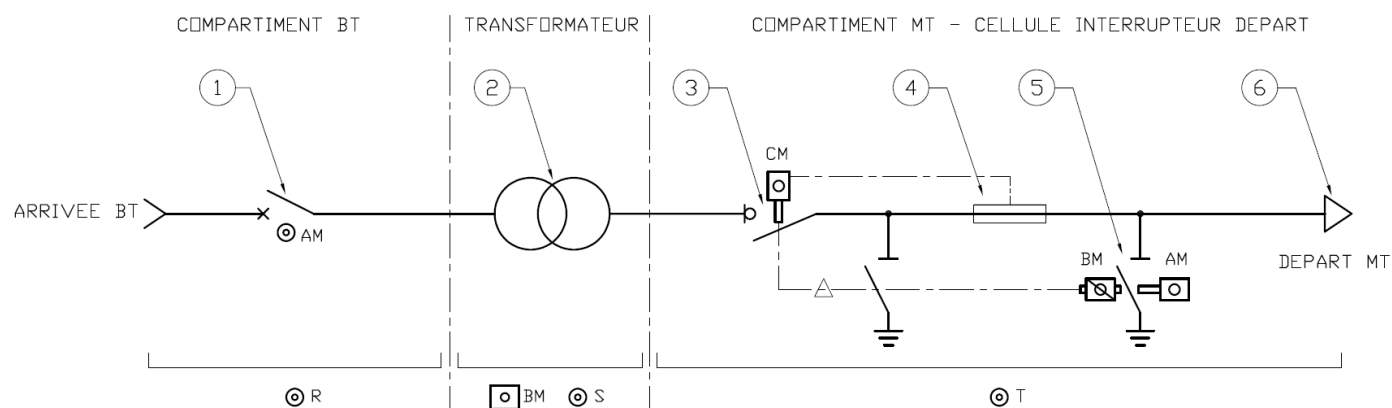 COMPARTIMENT BT
TRANSFORMATEUR
COMPARTIMENT MT - CELLULE INTERRUPTEUR DEPART
1
2
3
4
5
6
CM
ARRIVEE BT
AM
BM
AM
DEPART MT
R
BM
S
T